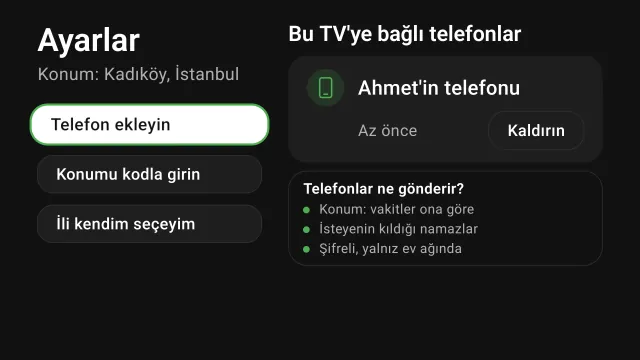 Ayarlar
Konum: Kadıköy, İstanbul
Telefon ekleyin
Konumu kodla girin
İli kendim seçeyim
Bu TV'ye bağlı telefonlar
Ahmet'in telefonu
Az önce
Kaldırın
Telefonlar ne gönderir?
Konum: vakitler ona göre
İsteyenin kıldığı namazlar
Şifreli, yalnız ev ağında